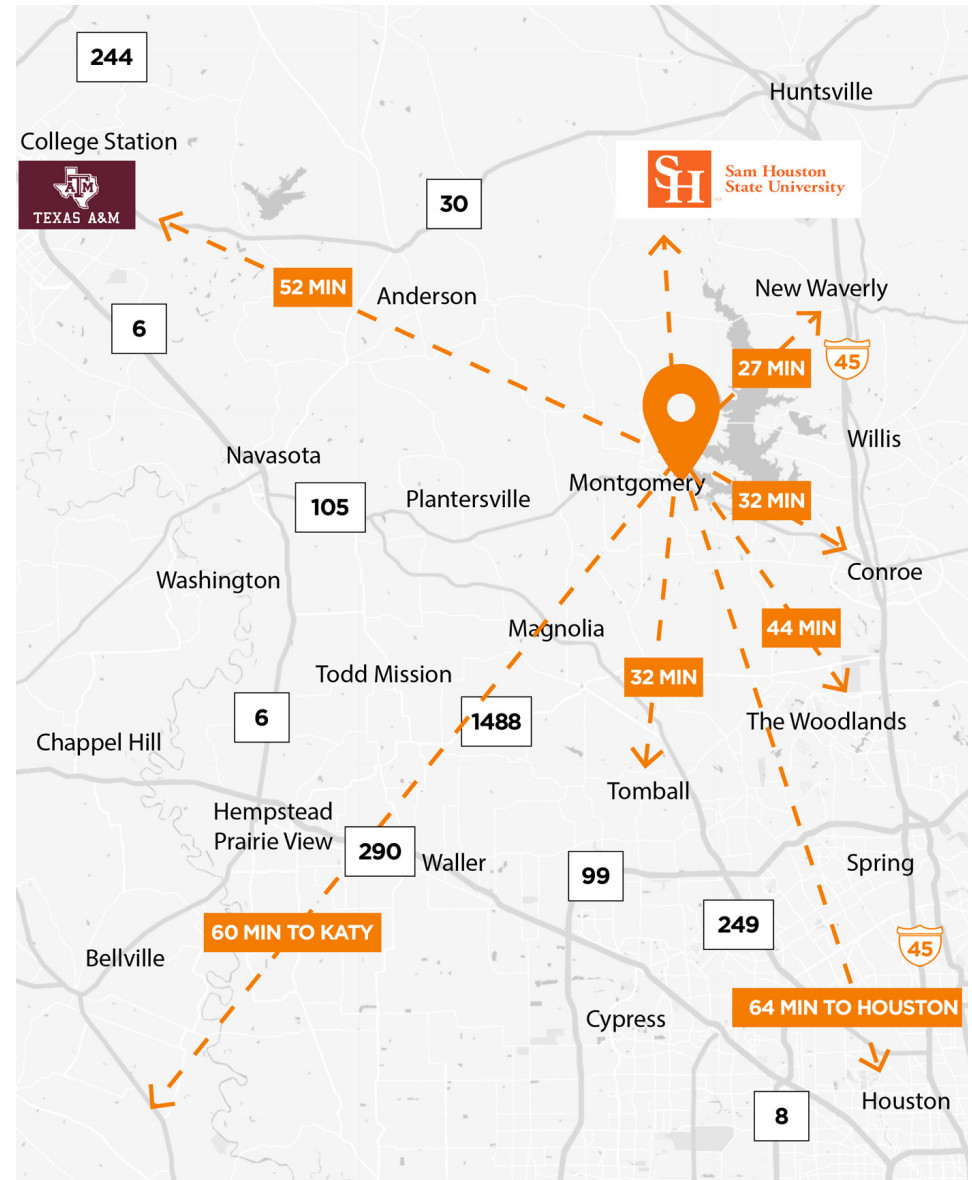 244
Huntsville
College Station
ATM
TEXAS A&M
SH
Sam Houston
State University
30
52 MIN
Anderson
New Waverly
6
27 MIN
45
Willis
Navasota
Montgomery
105
Plantersville
32 MIN
Washington
Conroe
Magnolia
44 MIN
Todd Mission
32 MIN
6
1488
The Woodlands
Chappel Hill
Tomball
Hempstead
Prairie View
290
Waller
99
Spring
60 MIN TO KATY
249
45
Bellville
64 MIN TO HOUSTON
Cypress
8
Houston